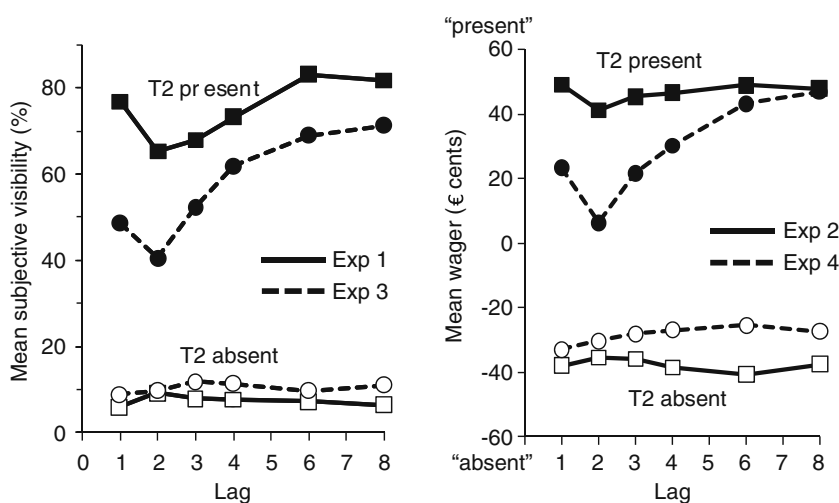 Mean subjective visibility (%)
80
60
40
20
0
T2 pr esent
Exp 1
Exp 3
T2 absent
0 1 2 3 4 5 6 7 8
Lag
"present"
Mean wager (€ cents)
60
40
20
0
-20
-40
-60
"absent"
T2 present
Exp 2
Exp 4
T2 absent
1 2 3 4 5 6 7 8
Lag